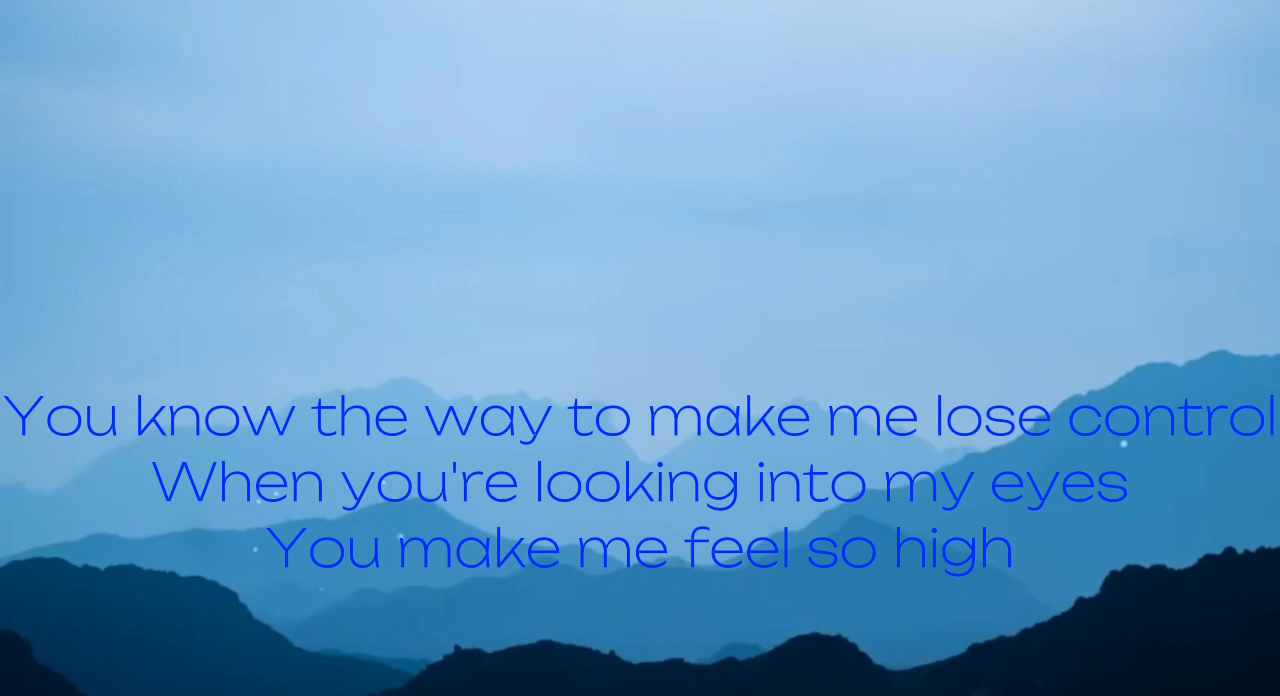 You know the way to make me lose control
When you're looking into my eyes
You make me feel so high